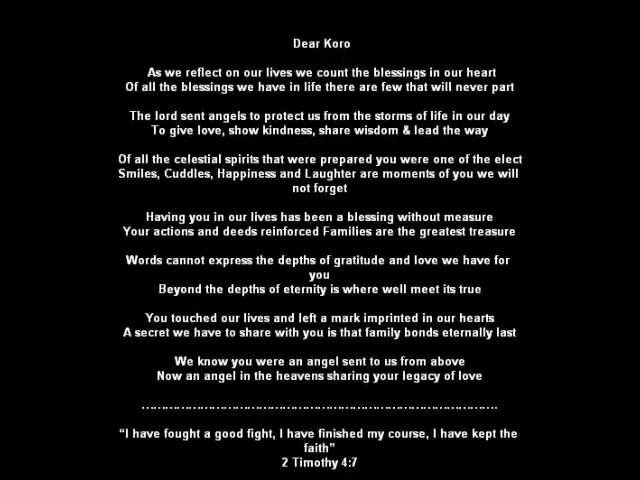 Dear Koro
As we reflect on our lives we count the blessings in our heart
Of all the blessings we have in life there are few that will never part
The lord sent angels to protect us from the storms of life in our day
To give love, show kindness, share wisdom & lead the way
Of all the celestial spirits that were prepared you were one of the elect
Smiles, Cuddles, Happiness and Laughter are moments of you we will
not forget
Having you in our lives has been a blessing without measure
Your actions and deeds reinforced Families are the greatest treasure
Words cannot express the depths of gratitude and love we have for
you
Beyond the depths of eternity is where well meet its true
You touched our lives and left a mark imprinted in our hearts
A secret we have to share with you is that family bonds eternally last
We know you were an angel sent to us from above
Now an angel in the heavens sharing your legacy of love
………………………………………………………………………………
“I have fought a good fight, I have finished my course, I have kept the
faith”
2 Timothy 4:7